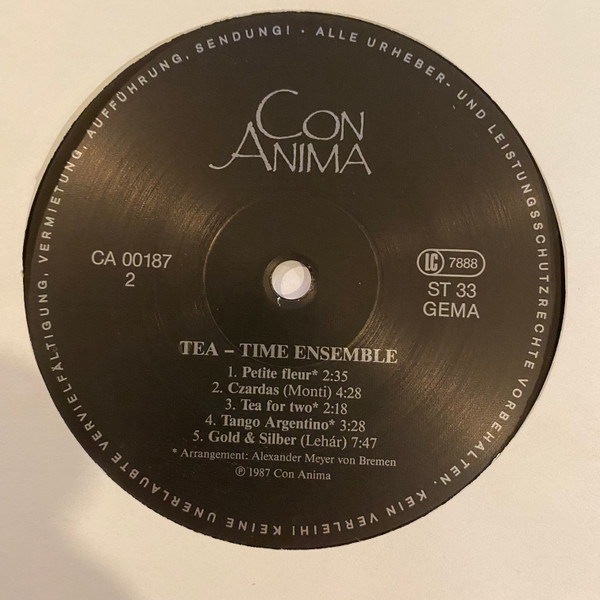 ALLE URHEBER- UND LEISTUNGSSCHUTZRECHTE VORBEHALTEN · KEIN VERLEIH! KEINE UNERLAUBTE VERVIELFÄLTIGUNG, VERMIETUNG, AUFFÜHRUNG, SENDUNG! ·
CON
ANIMA
CA 00187
2
LC 7888
ST 33
GEMA
TEA – TIME ENSEMBLE
1. Petite fleur* 2:35
2. Czardas (Monti) 4:28
3. Tea for two* 2:18
4. Tango Argentino* 3:28
5. Gold & Silber (Lehár) 7:47
* Arrangement: Alexander Meyer von Bremen
℗ 1987 Con Anima